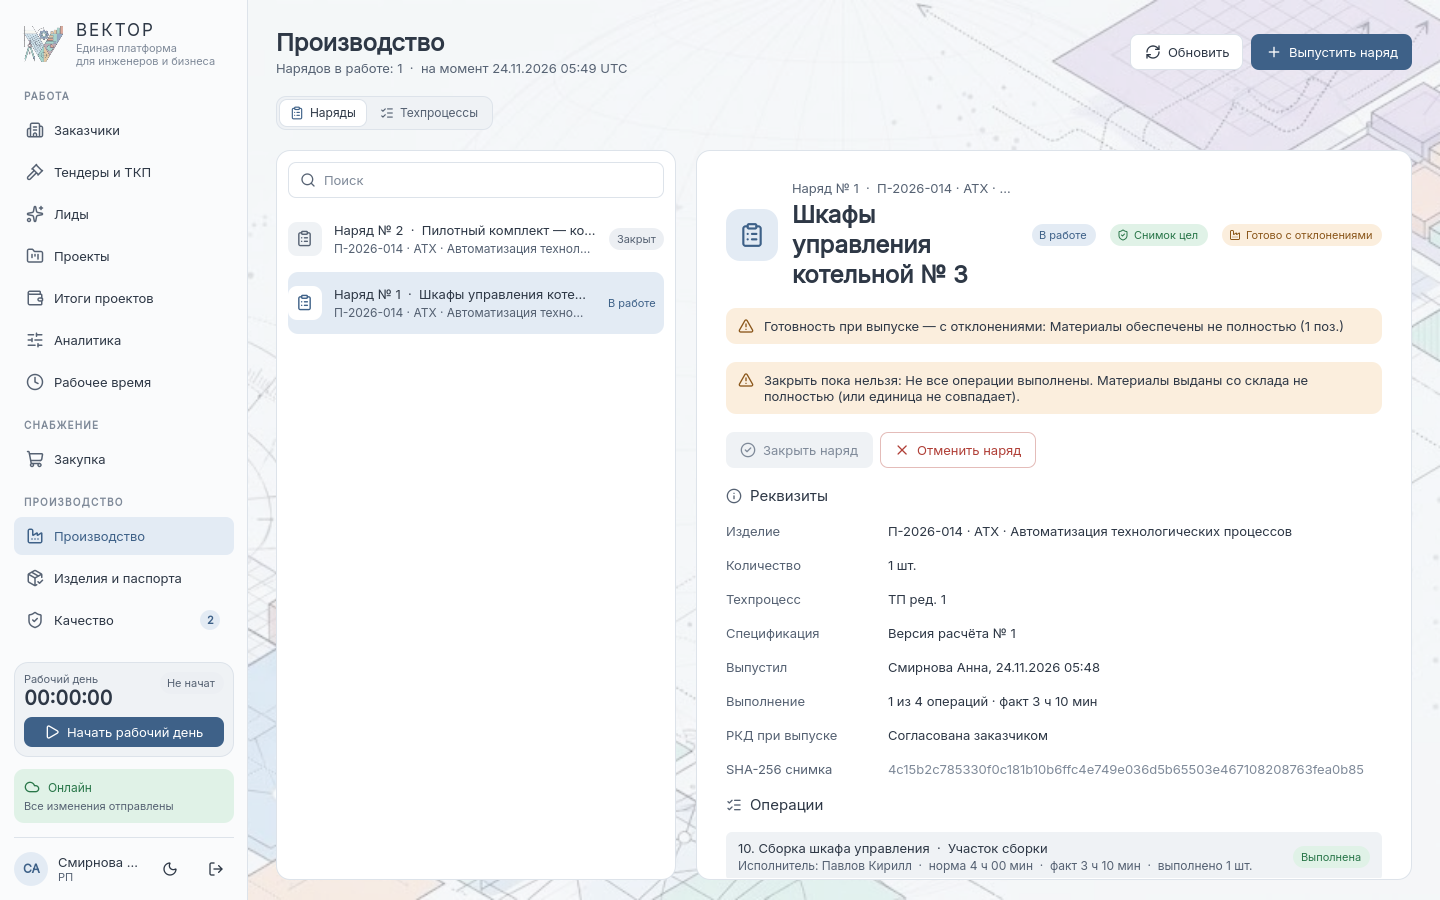 ВЕКТОР
Единая платформа
для инженеров и бизнеса
РАБОТА
Заказчики
Тендеры и ТКП
Лиды
Проекты
Итоги проектов
Аналитика
Рабочее время
СНАБЖЕНИЕ
Закупка
ПРОИЗВОДСТВО
Производство
Изделия и паспорта
Качество 2
Рабочий день
Не начат
00:00:00
Начать рабочий день
Онлайн
Все изменения отправлены
СА
Смирнова ...
РП
Производство
Нарядов в работе: 1 · на момент 24.11.2026 05:49 UTC
Обновить
Выпустить наряд
Наряды
Техпроцессы
Поиск
Наряд № 2 · Пилотный комплект — ко...
П-2026-014 · АТХ · Автоматизация технол...
Закрыт
Наряд № 1 · Шкафы управления коте...
П-2026-014 · АТХ · Автоматизация техно...
В работе
Наряд № 1 · П-2026-014 · АТХ · ...
Шкафы
управления
котельной № 3
В работе
Снимок цел
Готово с отклонениями
Готовность при выпуске — с отклонениями: Материалы обеспечены не полностью (1 поз.)
Закрыть пока нельзя: Не все операции выполнены. Материалы выданы со склада не
полностью (или единица не совпадает).
Закрыть наряд
Отменить наряд
Реквизиты
Изделие П-2026-014 · АТХ · Автоматизация технологических процессов
Количество 1 шт.
Техпроцесс ТП ред. 1
Спецификация Версия расчёта № 1
Выпустил Смирнова Анна, 24.11.2026 05:48
Выполнение 1 из 4 операций · факт 3 ч 10 мин
РКД при выпуске Согласована заказчиком
SHA-256 снимка 4c15b2c785330f0c181b10b6ffc4e749e036d5b65503e467108208763fea0b85
Операции
10. Сборка шкафа управления · Участок сборки
Исполнитель: Павлов Кирилл · норма 4 ч 00 мин · факт 3 ч 10 мин · выполнено 1 шт.
Выполнена